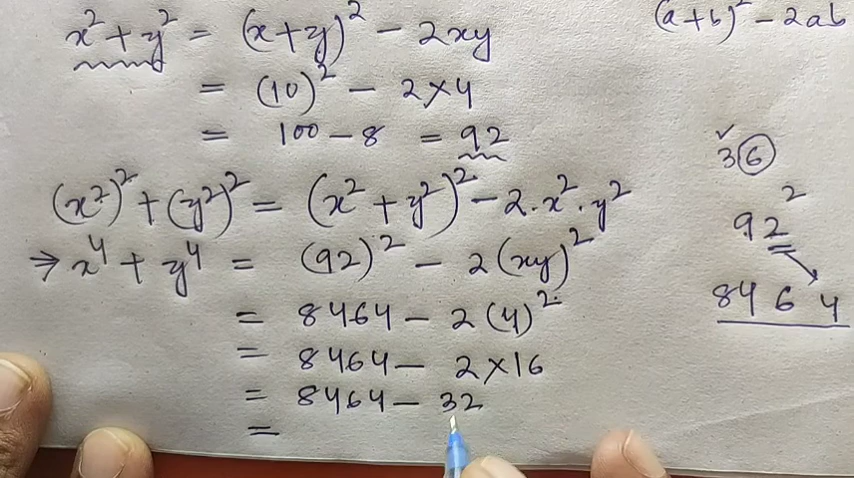 x² + y² = (x+y)² - 2xy
= (10)² - 2×4
= 100 - 8 = 92
(x²)² + (y²)² = (x² + y²)² - 2·x²·y²
⇒ x⁴ + y⁴ = (92)² - 2(xy)²
= 8464 - 2(4)²
= 8464 - 2×16
= 8464 - 32
=
(a+b)² - 2ab
✓
36
92²
8464